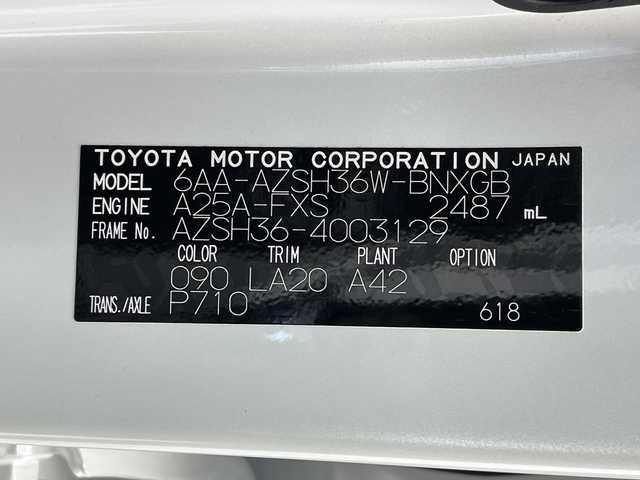 TOYOTA MOTOR CORPORATION JAPAN
MODEL 6AA-AZSH36W-BNXGB
ENGINE A25A-FXS 2487 mL
FRAME No. AZSH36-4003129
COLOR TRIM PLANT OPTION
090 LA20 A42
TRANS./AXLE P710 618